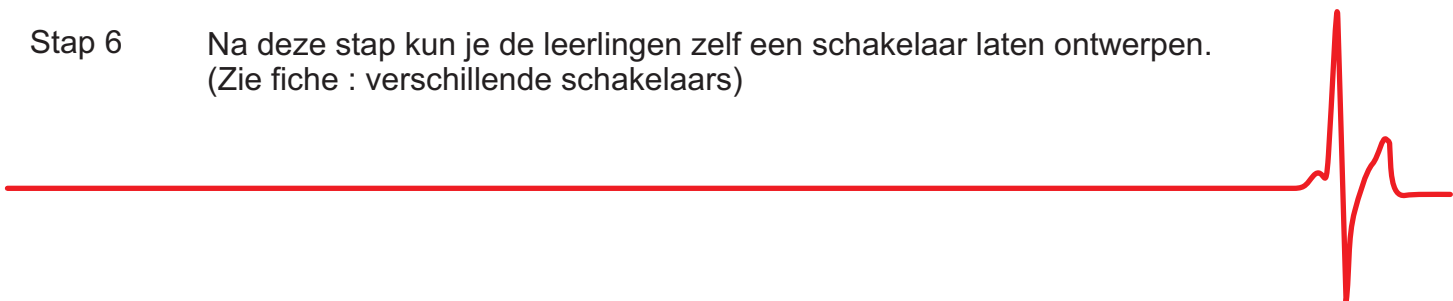 Stap 6 Na deze stap kun je de leerlingen zelf een schakelaar laten ontwerpen.
(Zie fiche : verschillende schakelaars)